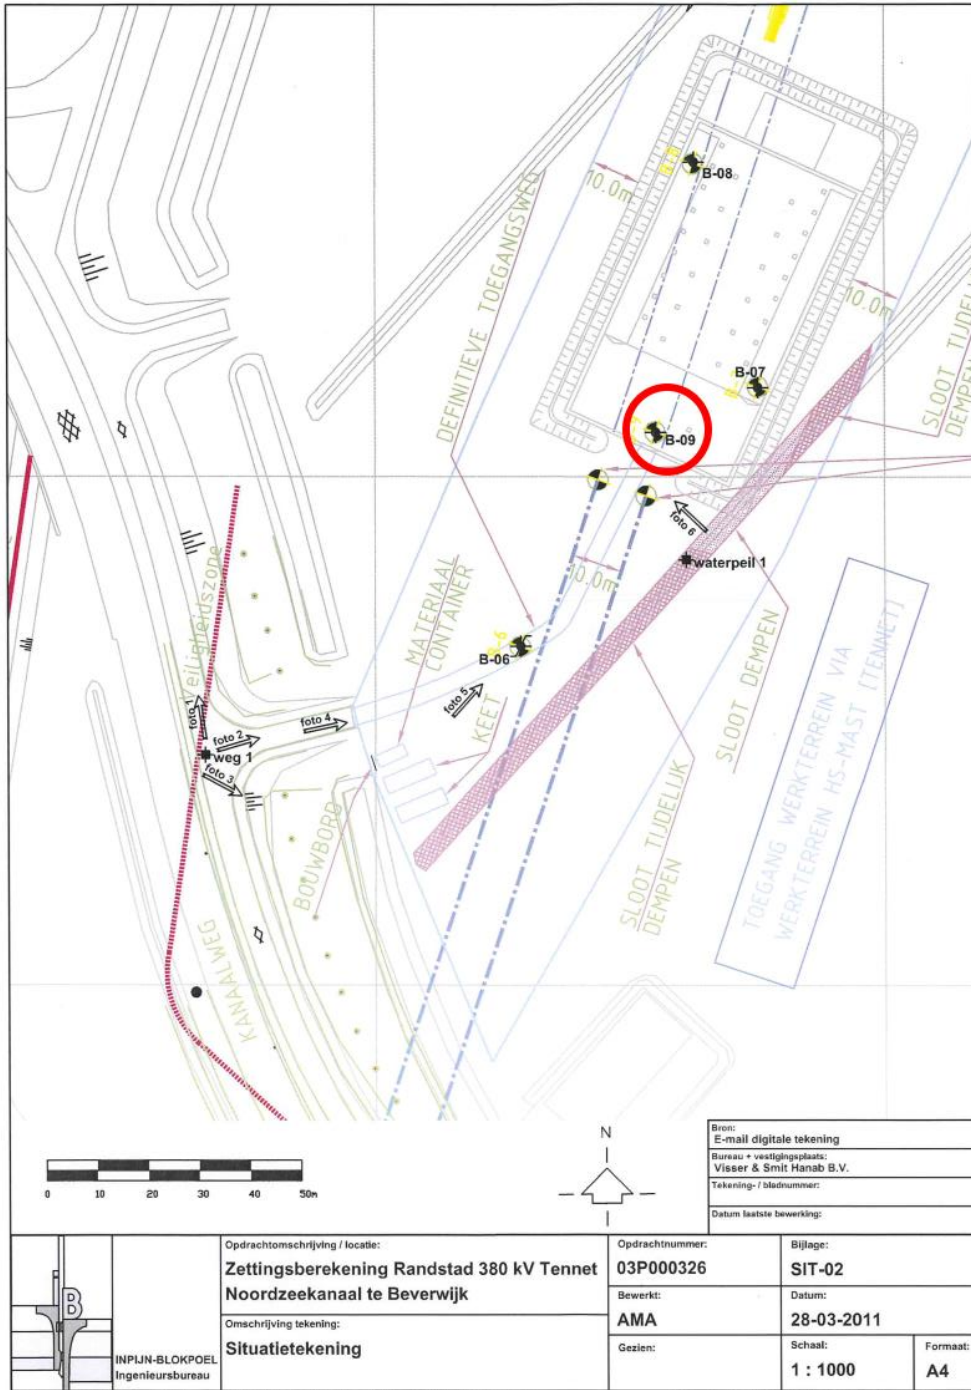 B-08
10.0m
DEFINITIEVE TOEGANGSWEG
10.0m
SLOOT TIJDELI
DEMPEN
B-07
B-09
foto 6
waterpeil 1
10.0m
Veiligheidszone
MATERIAAL
CONTAINER
B-6
B-06
foto 5
KEET
foto 1
foto 2
foto 4
weg 1
foto 3
BOUWBORD
SLOOT DEMPEN
SLOOT TIJDELIJK
DEMPEN
TOEGANG WERKTERREIN VIA
WERKTERREIN HS-MAST [TENNET]
KANAALWEG
N
0 10 20 30 40 50m
Bron:
E-mail digitale tekening
Bureau + vestigingsplaats:
Visser & Smit Hanab B.V.
Tekening- / bladnummer:
Datum laatste bewerking:
B
INPIJN-BLOKPOEL
Ingenieursbureau
Opdrachtomschrijving / locatie:
Zettingsberekening Randstad 380 kV Tennet
Noordzeekanaal te Beverwijk
Omschrijving tekening:
Situatietekening
Opdrachtnummer:
03P000326
Bijlage:
SIT-02
Bewerkt:
AMA
Datum:
28-03-2011
Gezien:
Schaal:
1 : 1000
Formaat:
A4